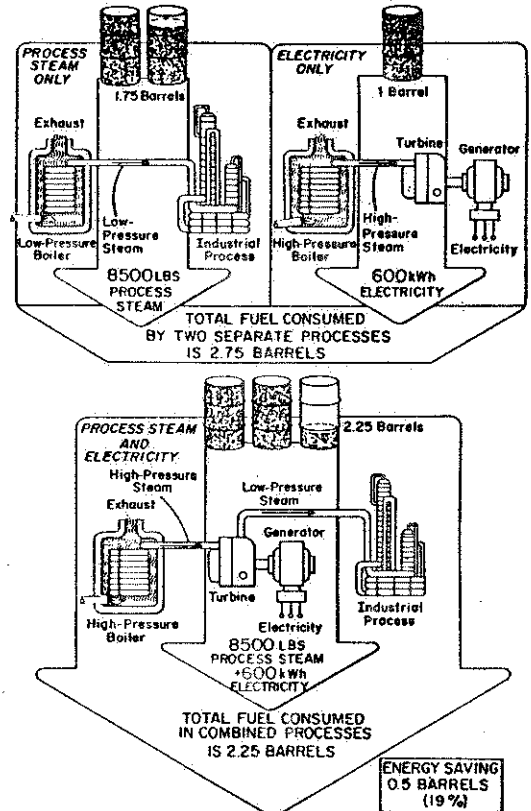 PROCESS
STEAM
ONLY
1.75 Barrels
Exhaust
Low-
Pressure
Steam
Low-Pressure
Boiler
Industrial
Process
8500 LBS
PROCESS
STEAM
ELECTRICITY
ONLY
1 Barrel
Exhaust
Turbine
Generator
High-
Pressure
Steam
High-Pressure
Boiler
Electricity
600 kWh
ELECTRICITY
TOTAL FUEL CONSUMED
BY TWO SEPARATE PROCESSES
IS 2.75 BARRELS
PROCESS STEAM
AND
ELECTRICITY
2.25 Barrels
High-Pressure
Steam
Low-Pressure
Steam
Exhaust
Generator
Turbine
High-Pressure
Boiler
Electricity
Industrial
Process
8500 LBS
PROCESS STEAM
+600 kWh
ELECTRICITY
TOTAL FUEL CONSUMED
IN COMBINED PROCESSES
IS 2.25 BARRELS
ENERGY SAVING
0.5 BARRELS
(19%)